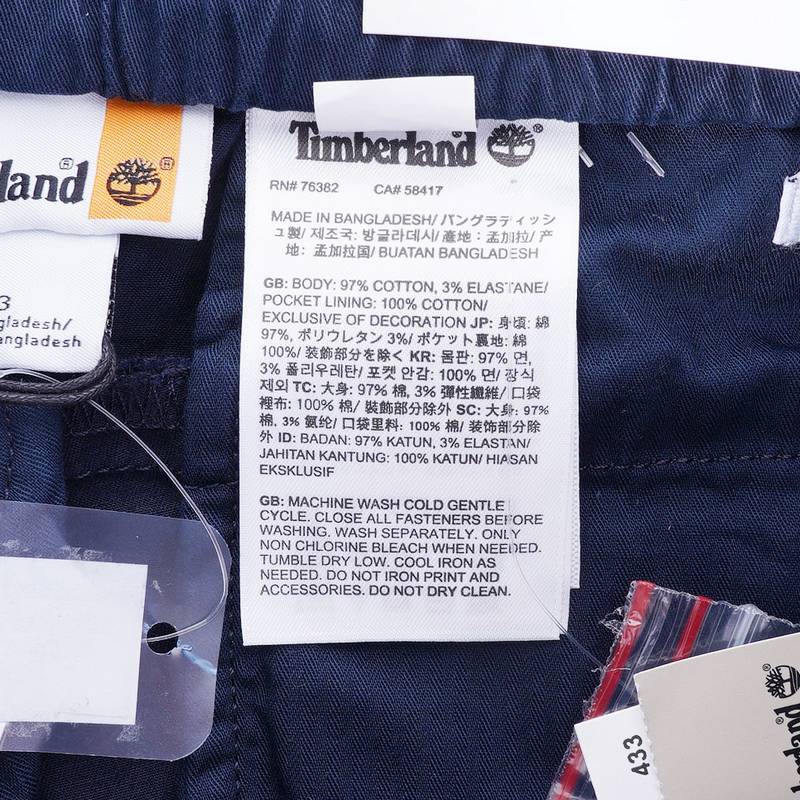 Timberland®
RN# 76382 CA# 58417
MADE IN BANGLADESH/ バングラディッシ
ュ製/ 제조국: 방글라데시/ 產地: 孟加拉/ 产
地: 孟加拉国/ BUATAN BANGLADESH
GB: BODY: 97% COTTON, 3% ELASTANE/
POCKET LINING: 100% COTTON/
EXCLUSIVE OF DECORATION JP: 身頃: 綿
97%, ポリウレタン 3%/ ポケット裏地: 綿
100%/ 装飾部分を除く KR: 몸판: 97% 면,
3% 폴리우레탄/ 포켓 안감: 100% 면/ 장식
제외 TC: 大身: 97% 棉, 3% 彈性纖維/ 口袋
裡布: 100% 棉/ 裝飾部分除外 SC: 大身: 97%
棉, 3% 氨纶/ 口袋里料: 100% 棉/ 装饰部分除
外 ID: BADAN: 97% KATUN, 3% ELASTAN/
JAHITAN KANTUNG: 100% KATUN/ HIASAN
EKSKLUSIF
GB: MACHINE WASH COLD GENTLE
CYCLE. CLOSE ALL FASTENERS BEFORE
WASHING. WASH SEPARATELY. ONLY
NON CHLORINE BLEACH WHEN NEEDED.
TUMBLE DRY LOW. COOL IRON AS
NEEDED. DO NOT IRON PRINT AND
ACCESSORIES. DO NOT DRY CLEAN.
land®
3
ngladesh/
angladesh
433
berland®